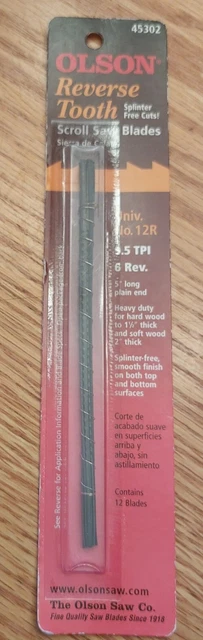 45302
OLSON®
Reverse
Tooth
Splinter
Free Cuts!
Scroll Saw Blades
Sierra de
Univ.
No. 12R
9.5 TPI
6 Rev.
5" long
plain end
Heavy duty
for hard wood
to 1½" thick
and soft wood
2" thick
Splinter-free,
smooth finish
on both top
and bottom
surfaces
Corte de
acabado suave
en superficies
arriba y
abajo, sin
astillamiento
Contains
12 Blades
See Reverse for Application Information and
www.olsonsaw.com
The Olson Saw Co.
Fine Quality Saw Blades Since 1918